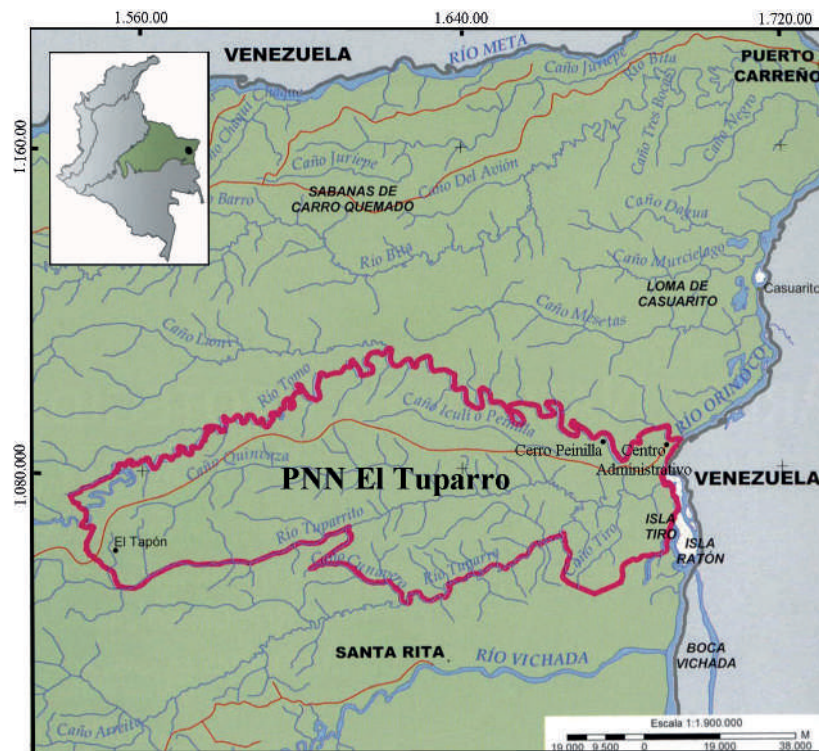 1.560.00
1.640.00
1.720.00
1.160.00
1.080.000
VENEZUELA
RÍO META
PUERTO
CARREÑO
Caño Juriepe
Río Bita
Caño Tres Bocas
Caño Negro
Caño Juriepe
Caño Del Avión
SABANAS DE
CARRO QUEMADO
Barro
Río Bita
Caño Dagua
Caño Murcielago
LOMA DE
CASUARITO
Casuarito
Caño Mesetas
Caño Lioni
Río Tomo
RÍO ORINOCO
Caño Iculí o Peinilla
Cerro Peinilla
Centro
Administrativo
Caño Quinzaza
PNN El Tuparro
VENEZUELA
Río Tuparrito
El Tapón
ISLA
TIRO
ISLA
RATÓN
Caño Tiro
Río Tuparro
SANTA RITA
RÍO VICHADA
BOCA
VICHADA
Caño
Escala 1:1.900.000
19.000 9.500 0 19.000 38.000 M